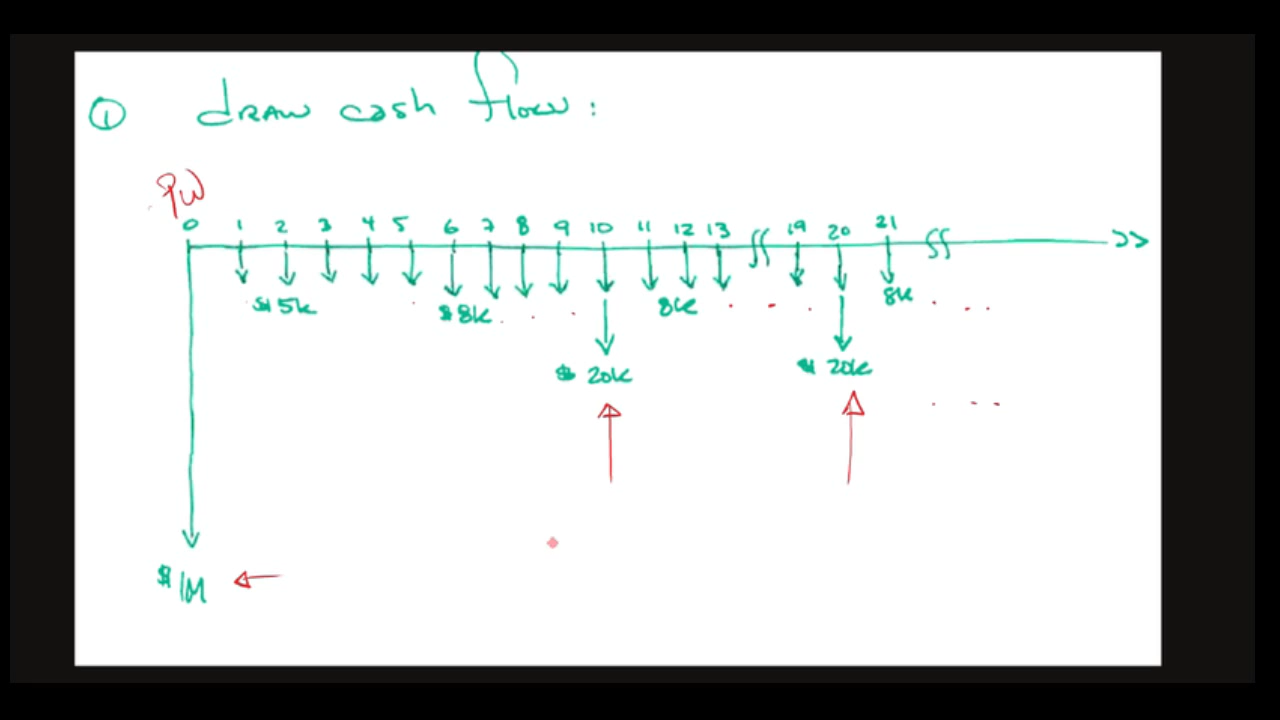 ① DRAW cash flow:
PW
0 1 2 3 4 5 6 7 8 9 10 11 12 13 19 20 21 >>
$5k $8k . . . 8k . . . 8k . . .
$20k $20k . . .
$1M